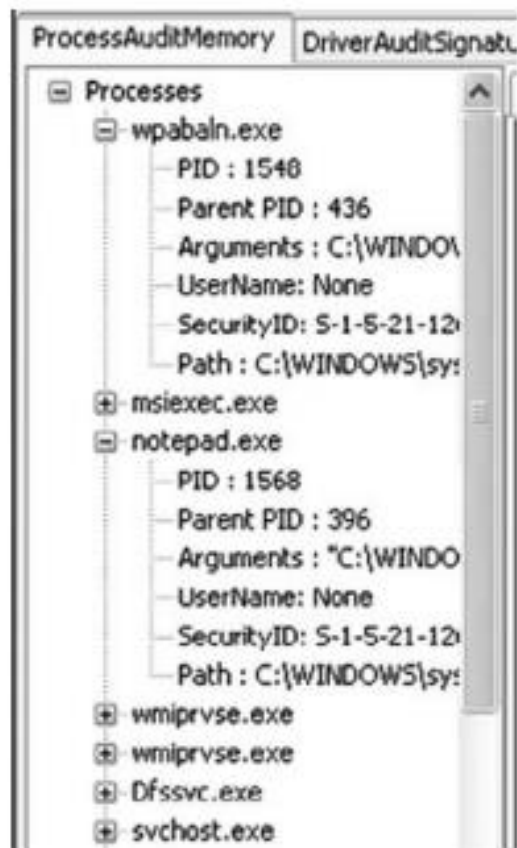 ProcessAuditMemory DriverAuditSignatu
Processes
wpabaln.exe
PID : 1548
Parent PID : 436
Arguments : C:\WINDOW
UserName: None
SecurityID: S-1-5-21-12
Path : C:\WINDOWS\sys
msiexec.exe
notepad.exe
PID : 1568
Parent PID : 396
Arguments : "C:\WINDO
UserName: None
SecurityID: S-1-5-21-12
Path : C:\WINDOWS\sys
wmiprvse.exe
wmiprvse.exe
Dfssvc.exe
svchost.exe